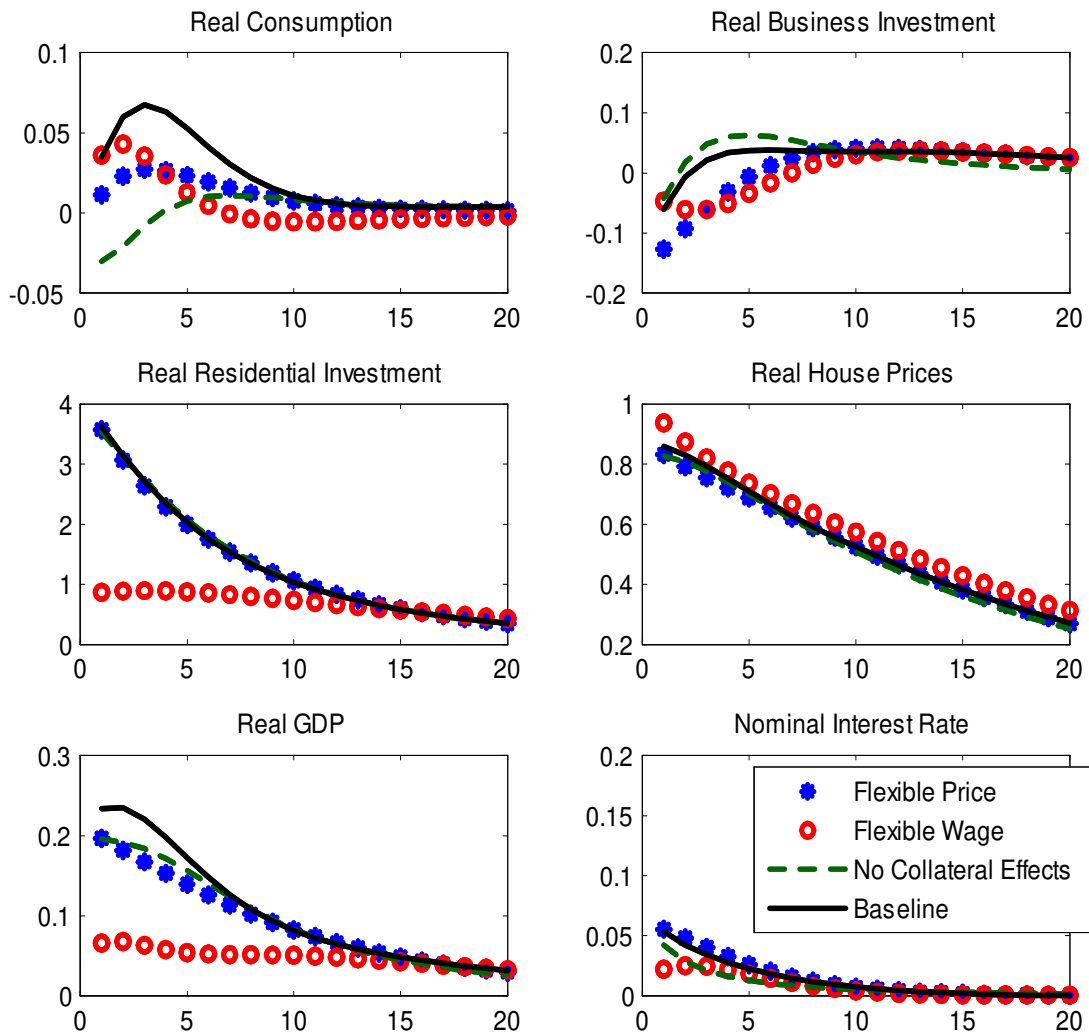 Real Consumption
Real Business Investment
0.1
0.05
0
-0.05
0 5 10 15 20
0.2
0.1
0
-0.1
-0.2
0 5 10 15 20
Real Residential Investment
Real House Prices
4
3
2
1
0
0 5 10 15 20
1
0.8
0.6
0.4
0.2
0 5 10 15 20
Real GDP
Nominal Interest Rate
0.3
0.2
0.1
0
0 5 10 15 20
0.2
0.15
0.1
0.05
0
0 5 10 15 20
Flexible Price
Flexible Wage
No Collateral Effects
Baseline